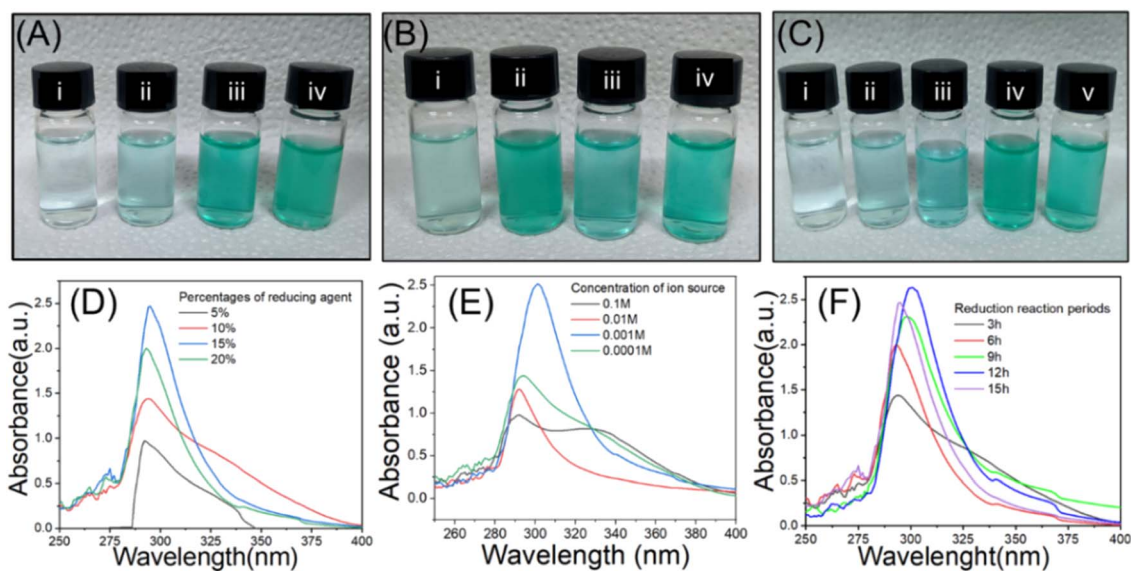 (A)
i ii iii iv
(B)
i ii iii iv
(C)
i ii iii iv v
(D)
Percentages of reducing agent
5%
10%
15%
20%
Absorbance(a.u.)
2.5
2.0
1.5
1.0
0.5
0.0
250 275 300 325 350 375 400
Wavelength(nm)
(E)
Concentration of ion source
0.1M
0.01M
0.001M
0.0001M
Absorbance (a.u.)
2.5
2.0
1.5
1.0
0.5
0.0
260 280 300 320 340 360 380 400
Wavelength (nm)
(F)
Reduction reaction periods
3h
6h
9h
12h
15h
Absorbance(a.u.)
2.5
2.0
1.5
1.0
0.5
0.0
250 275 300 325 350 375 400
Wavelenght(nm)